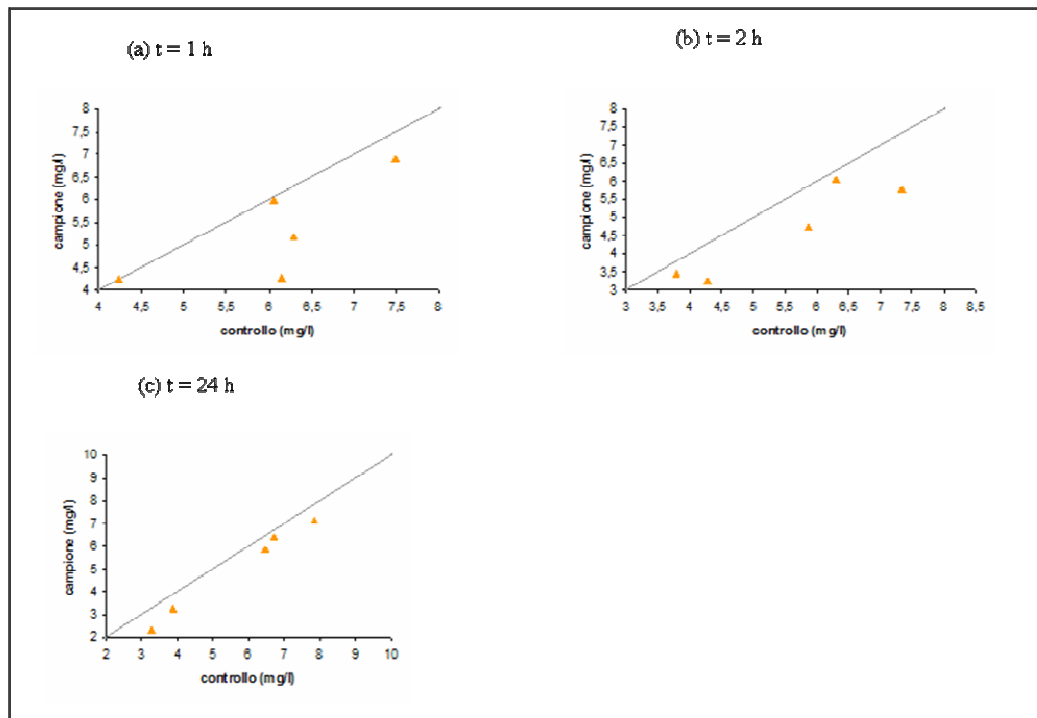 (a) t = 1 h
8
7,5
7
6,5
6
5,5
5
4,5
4
campione (mg/l)
4 4,5 5 5,5 6 6,5 7 7,5 8
controllo (mg/l)
(b) t = 2 h
8
7,5
7
6,5
6
5,5
5
4,5
4
3,5
3
campione (mg/l)
3 3,5 4 4,5 5 5,5 6 6,5 7 7,5 8 8,5
controllo (mg/l)
(c) t = 24 h
10
9
8
7
6
5
4
3
2
campione (mg/l)
2 3 4 5 6 7 8 9 10
controllo (mg/l)